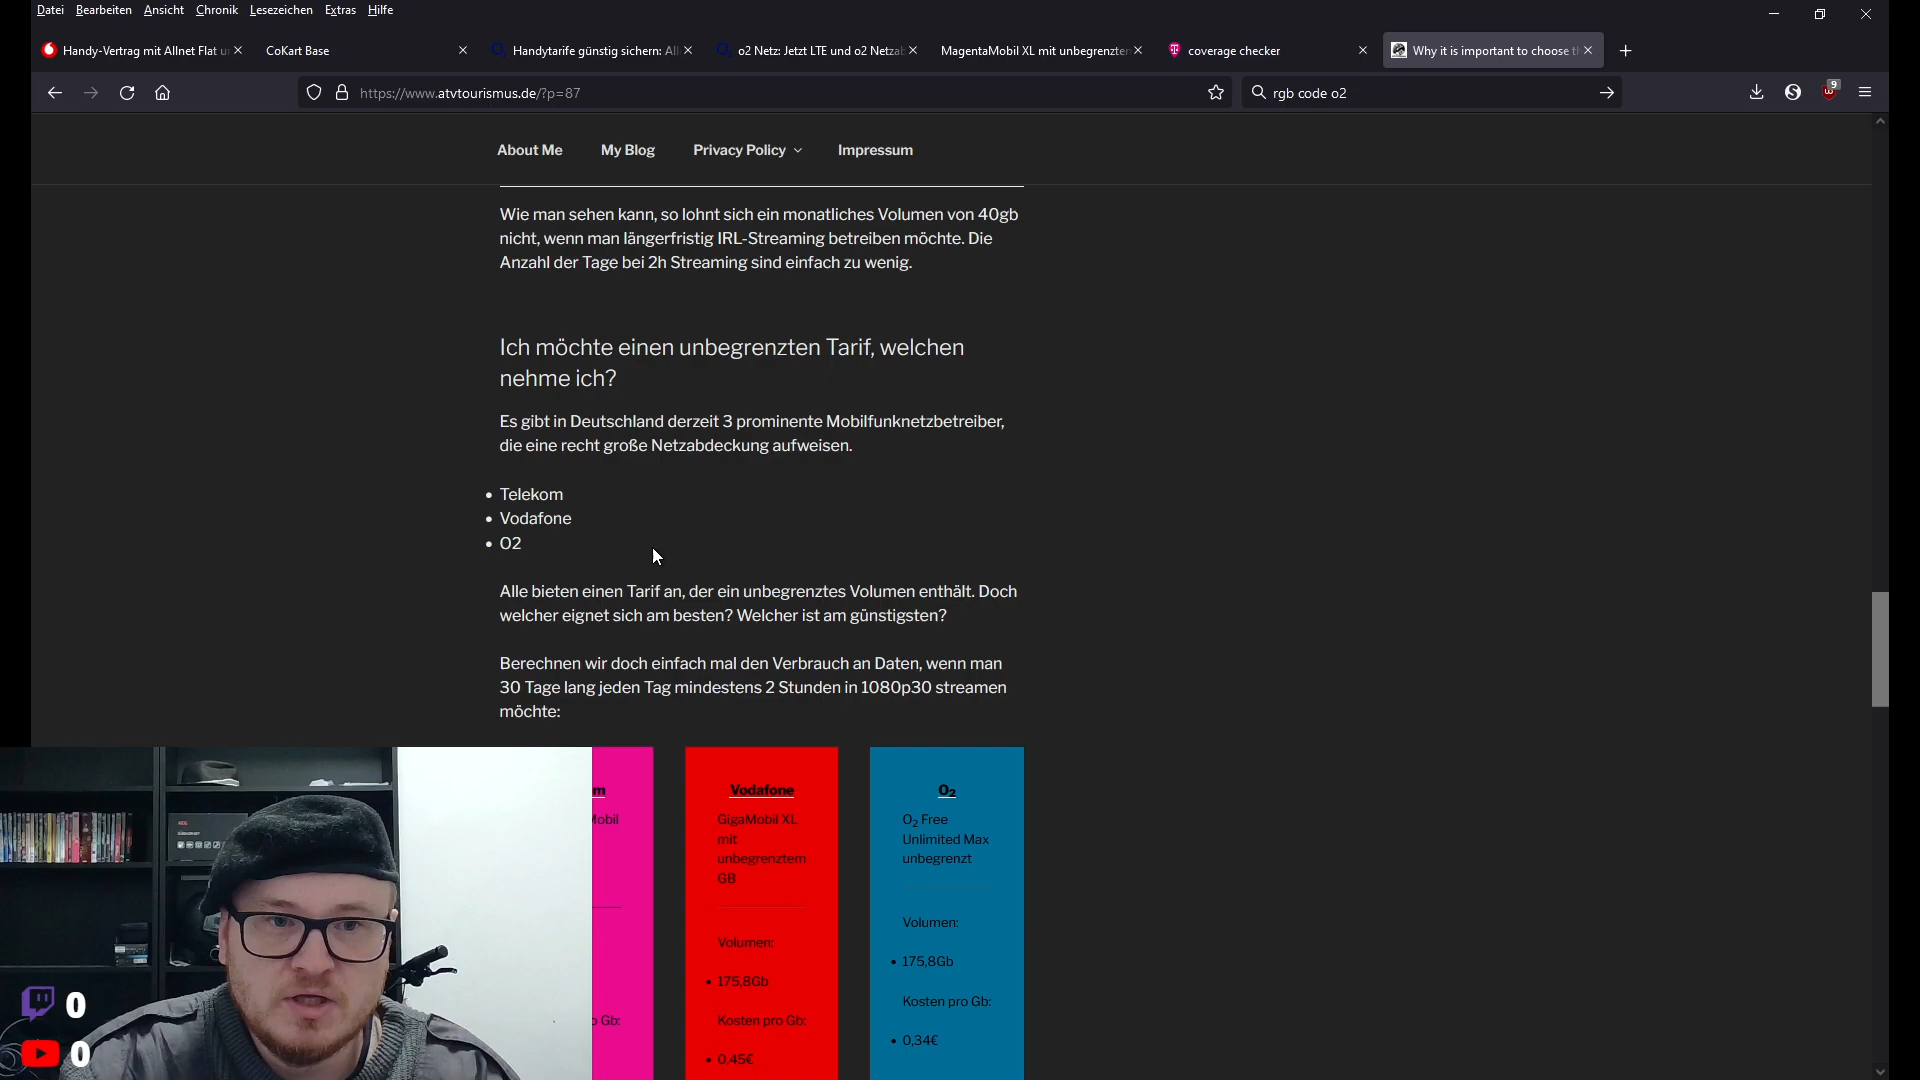 Datei Bearbeiten Ansicht Chronik Lesezeichen Extras Hilfe
Handy-Vertrag mit Allnet Flat u
CoKart Base
Handytarife günstig sichern: All
o2 Netz: Jetzt LTE und o2 Netzab
MagentaMobil XL mit unbegrenzten
coverage checker
Why it is important to choose t
https://www.atvtourismus.de/?p=87
rgb code o2
9
About Me
My Blog
Privacy Policy
Impressum
Wie man sehen kann, so lohnt sich ein monatliches Volumen von 40gb
nicht, wenn man längerfristig IRL-Streaming betreiben möchte. Die
Anzahl der Tage bei 2h Streaming sind einfach zu wenig.
Ich möchte einen unbegrenzten Tarif, welchen
nehme ich?
Es gibt in Deutschland derzeit 3 prominente Mobilfunknetzbetreiber,
die eine recht große Netzabdeckung aufweisen.
• Telekom
• Vodafone
• O2
Alle bieten einen Tarif an, der ein unbegrenztes Volumen enthält. Doch
welcher eignet sich am besten? Welcher ist am günstigsten?
Berechnen wir doch einfach mal den Verbrauch an Daten, wenn man
30 Tage lang jeden Tag mindestens 2 Stunden in 1080p30 streamen
möchte:
m
Mobil
o Gb:
Vodafone
GigaMobil XL
mit
unbegrenztem
GB
Volumen:
• 175,8Gb
Kosten pro Gb:
• 0,45€
O₂
O₂ Free
Unlimited Max
unbegrenzt
Volumen:
• 175,8Gb
Kosten pro Gb:
• 0,34€
0
0